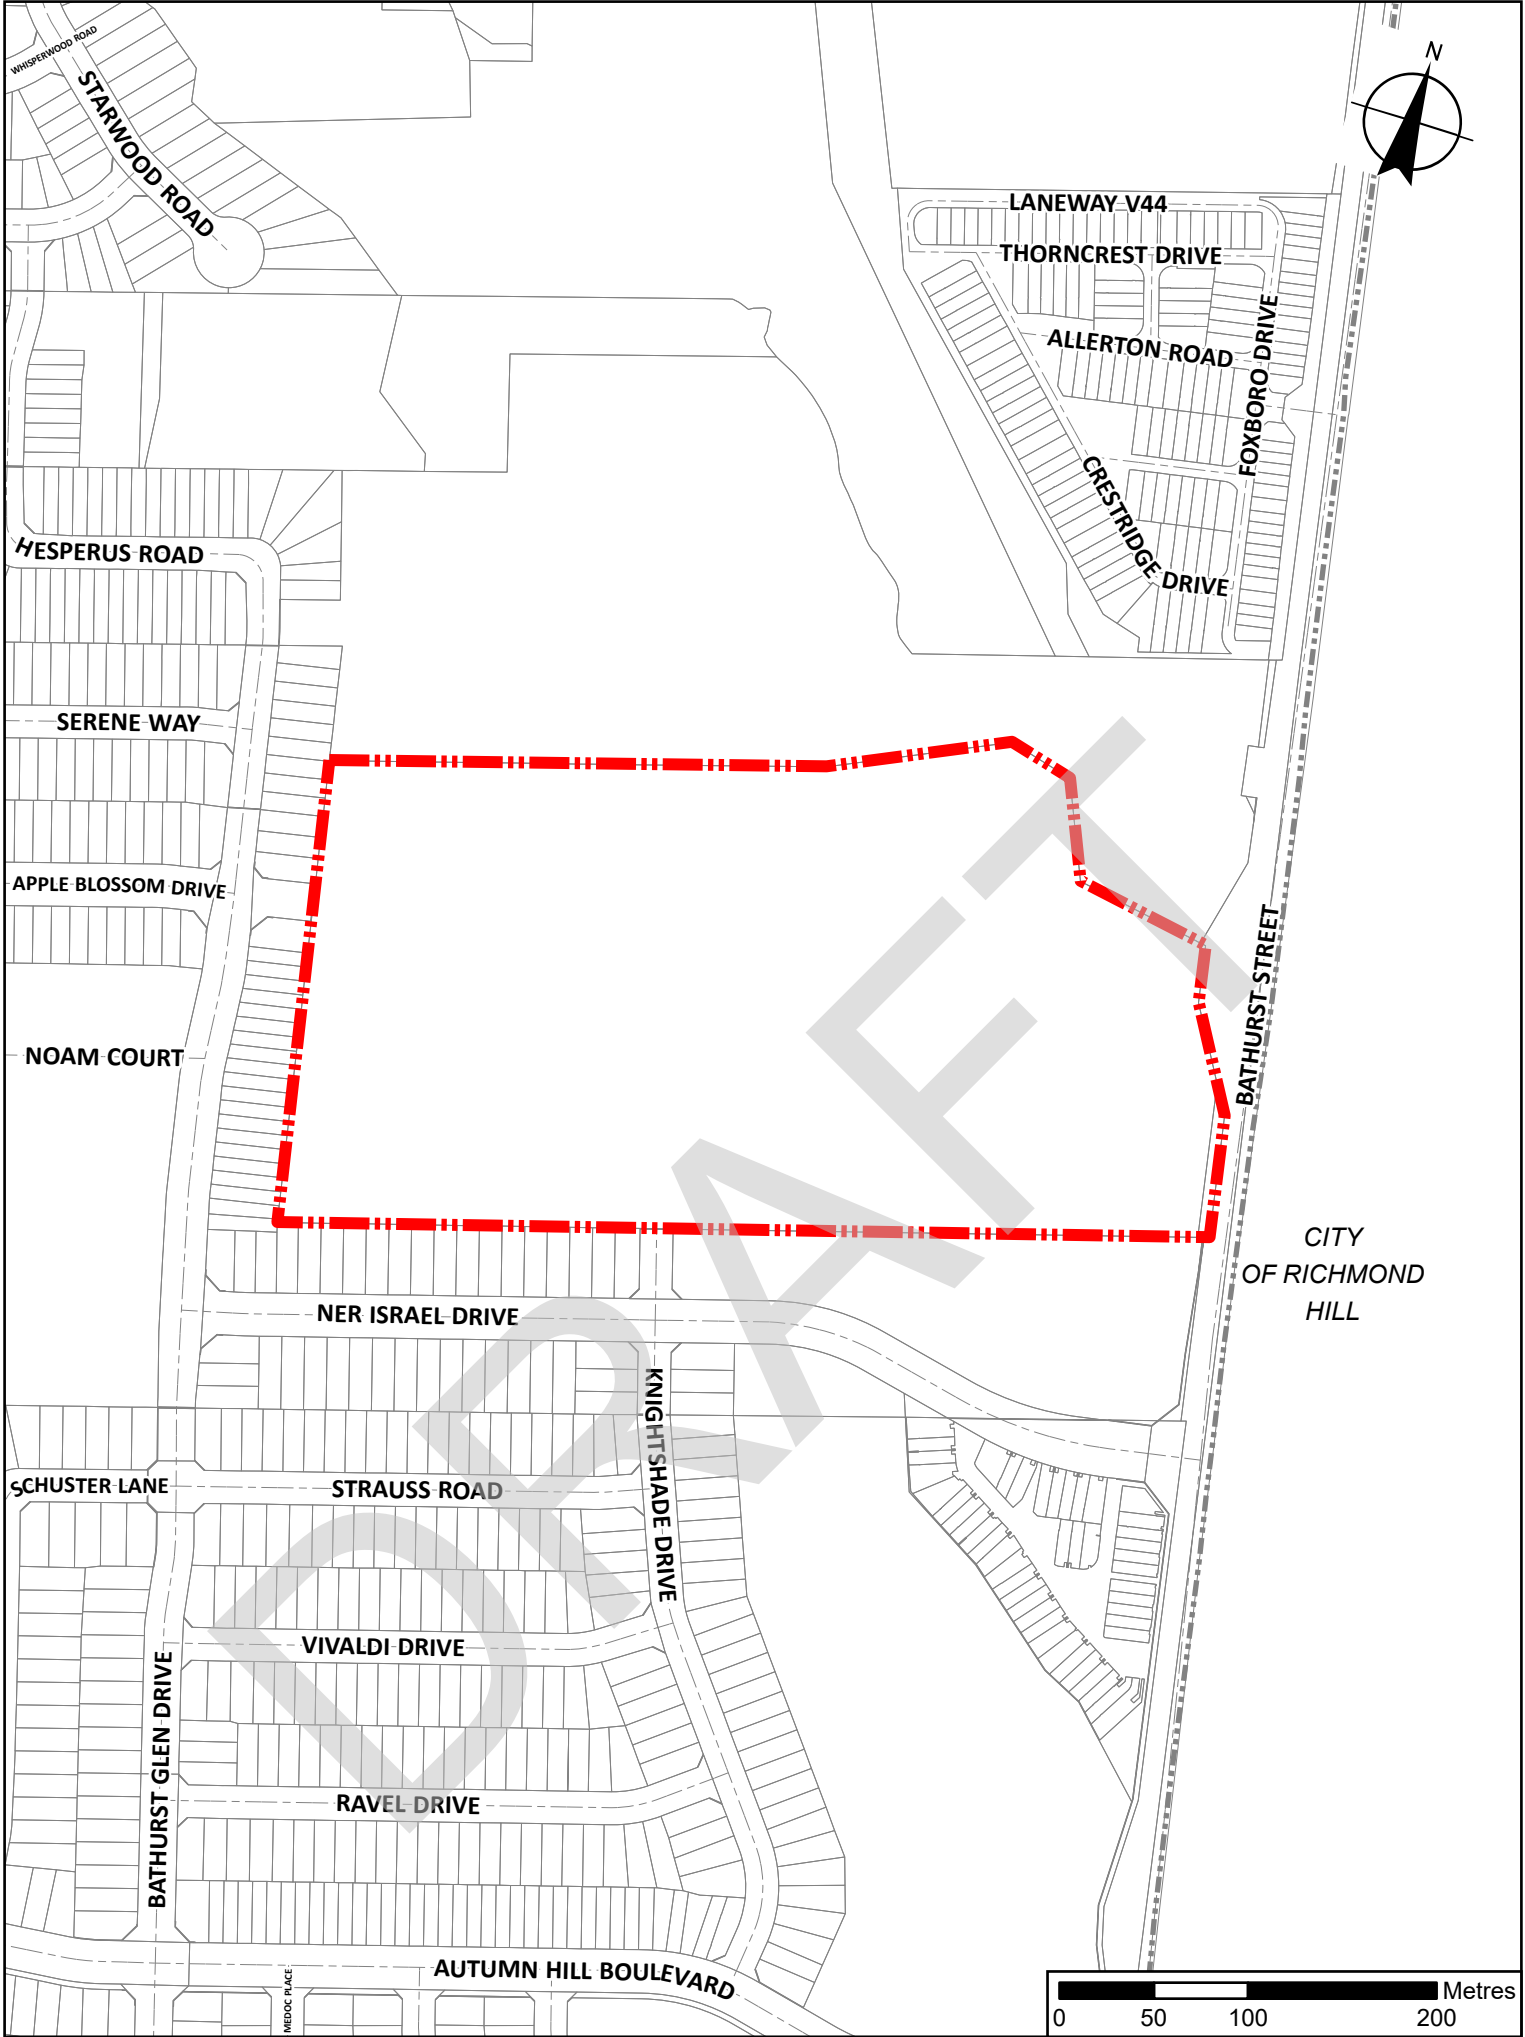 WHISPERWOOD ROAD
N
STARWOOD ROAD
LANEWAY V44
THORNCREST DRIVE
ALLERTON ROAD
FOXBORO DRIVE
CRESTRIDGE DRIVE
HESPERUS ROAD
SERENE WAY
APPLE BLOSSOM DRIVE
BATHURST STREET
NOAM COURT
DRAFT
CITY
OF RICHMOND
HILL
NER ISRAEL DRIVE
KNIGHTSHADE DRIVE
SCHUSTER LANE
STRAUSS ROAD
VIVALDI DRIVE
BATHURST GLEN DRIVE
RAVEL DRIVE
AUTUMN HILL BOULEVARD
MEDOC PLACE
Metres
0 50 100 200